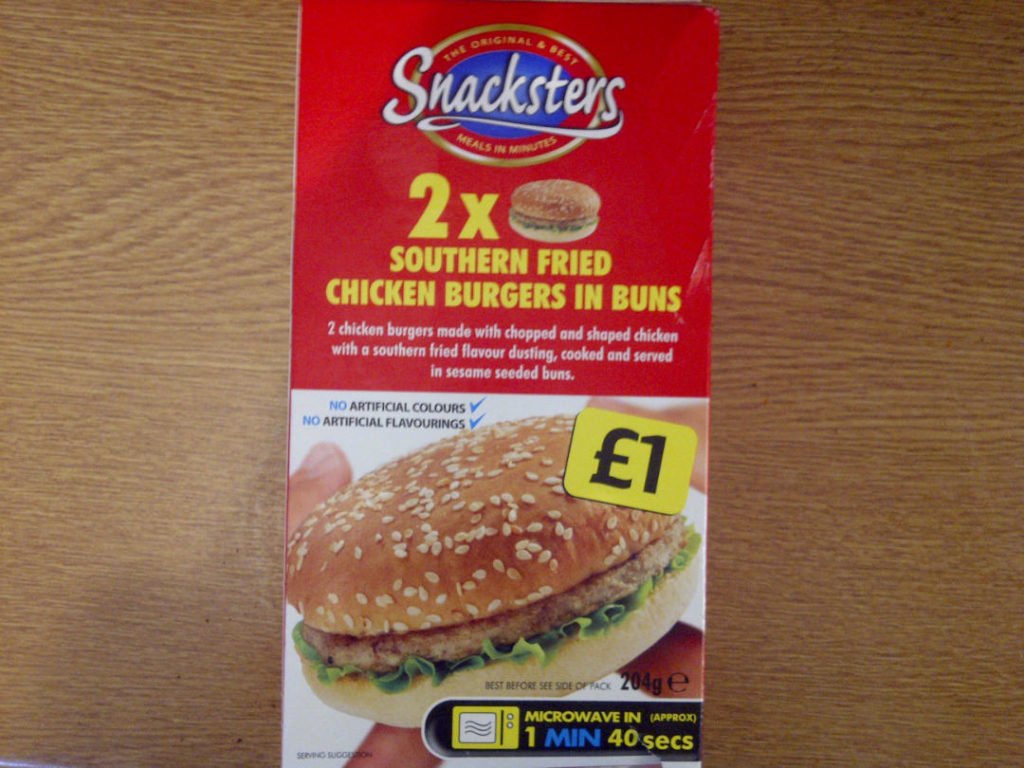 THE ORIGINAL & BEST
Snacksters
MEALS IN MINUTES
2 x
SOUTHERN FRIED
CHICKEN BURGERS IN BUNS
2 chicken burgers made with chopped and shaped chicken
with a southern fried flavour dusting, cooked and served
in sesame seeded buns.
NO ARTIFICIAL COLOURS ✓
NO ARTIFICIAL FLAVOURINGS ✓
£1
BEST BEFORE SEE SIDE OF PACK 204g ℮
MICROWAVE IN (APPROX)
1 MIN 40 secs
SERVING SUGGESTION